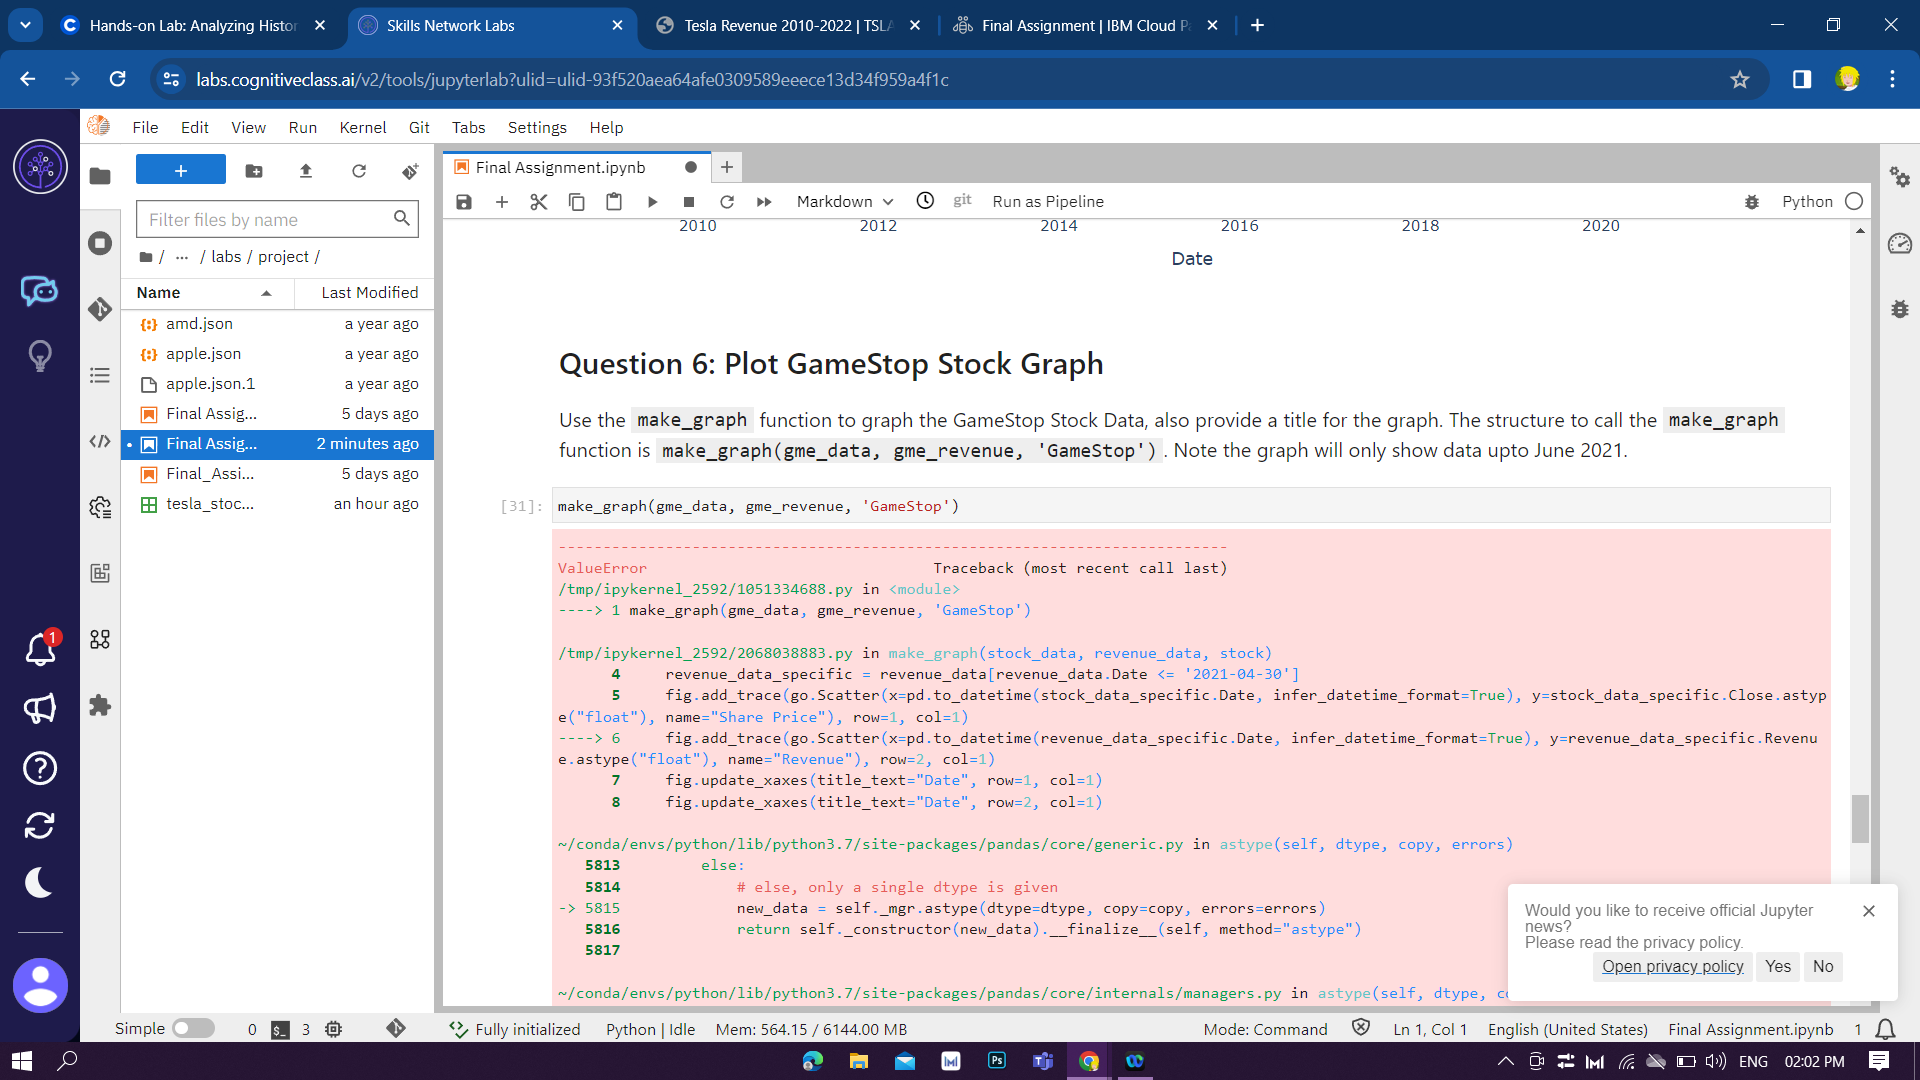 Hands-on Lab: Analyzing Histor
Skills Network Labs
Tesla Revenue 2010-2022 | TSLA
Final Assignment | IBM Cloud Pa
labs.cognitiveclass.ai/v2/tools/jupyterlab?ulid=ulid-93f520aea64afe0309589eeece13d34f959a4f1c
File Edit View Run Kernel Git Tabs Settings Help
Final Assignment.ipynb
Markdown
git
Run as Pipeline
Python
Filter files by name
/ ... / labs / project /
Name Last Modified
amd.json a year ago
apple.json a year ago
apple.json.1 a year ago
Final Assig... 5 days ago
Final Assig... 2 minutes ago
Final_Assi... 5 days ago
tesla_stoc... an hour ago
2010 2012 2014 2016 2018 2020
Date
Question 6: Plot GameStop Stock Graph
Use the make_graph function to graph the GameStop Stock Data, also provide a title for the graph. The structure to call the make_graph
function is make_graph(gme_data, gme_revenue, 'GameStop') . Note the graph will only show data upto June 2021.
[31]: make_graph(gme_data, gme_revenue, 'GameStop')
---------------------------------------------------------------------------
ValueError Traceback (most recent call last)
/tmp/ipykernel_2592/1051334688.py in <module>
----> 1 make_graph(gme_data, gme_revenue, 'GameStop')
/tmp/ipykernel_2592/2068038883.py in make_graph(stock_data, revenue_data, stock)
4 revenue_data_specific = revenue_data[revenue_data.Date <= '2021-04-30']
5 fig.add_trace(go.Scatter(x=pd.to_datetime(stock_data_specific.Date, infer_datetime_format=True), y=stock_data_specific.Close.astyp
e("float"), name="Share Price"), row=1, col=1)
----> 6 fig.add_trace(go.Scatter(x=pd.to_datetime(revenue_data_specific.Date, infer_datetime_format=True), y=revenue_data_specific.Revenu
e.astype("float"), name="Revenue"), row=2, col=1)
7 fig.update_xaxes(title_text="Date", row=1, col=1)
8 fig.update_xaxes(title_text="Date", row=2, col=1)
~/conda/envs/python/lib/python3.7/site-packages/pandas/core/generic.py in astype(self, dtype, copy, errors)
5813 else:
5814 # else, only a single dtype is given
-> 5815 new_data = self._mgr.astype(dtype=dtype, copy=copy, errors=errors)
5816 return self._constructor(new_data).__finalize__(self, method="astype")
5817
~/conda/envs/python/lib/python3.7/site-packages/pandas/core/internals/managers.py in astype(self, dtype, c
Would you like to receive official Jupyter
news?
Please read the privacy policy.
Open privacy policy Yes No
1
Simple 0 3 Fully initialized Python | Idle Mem: 564.15 / 6144.00 MB Mode: Command Ln 1, Col 1 English (United States) Final Assignment.ipynb 1
Ps
ENG 02:02 PM